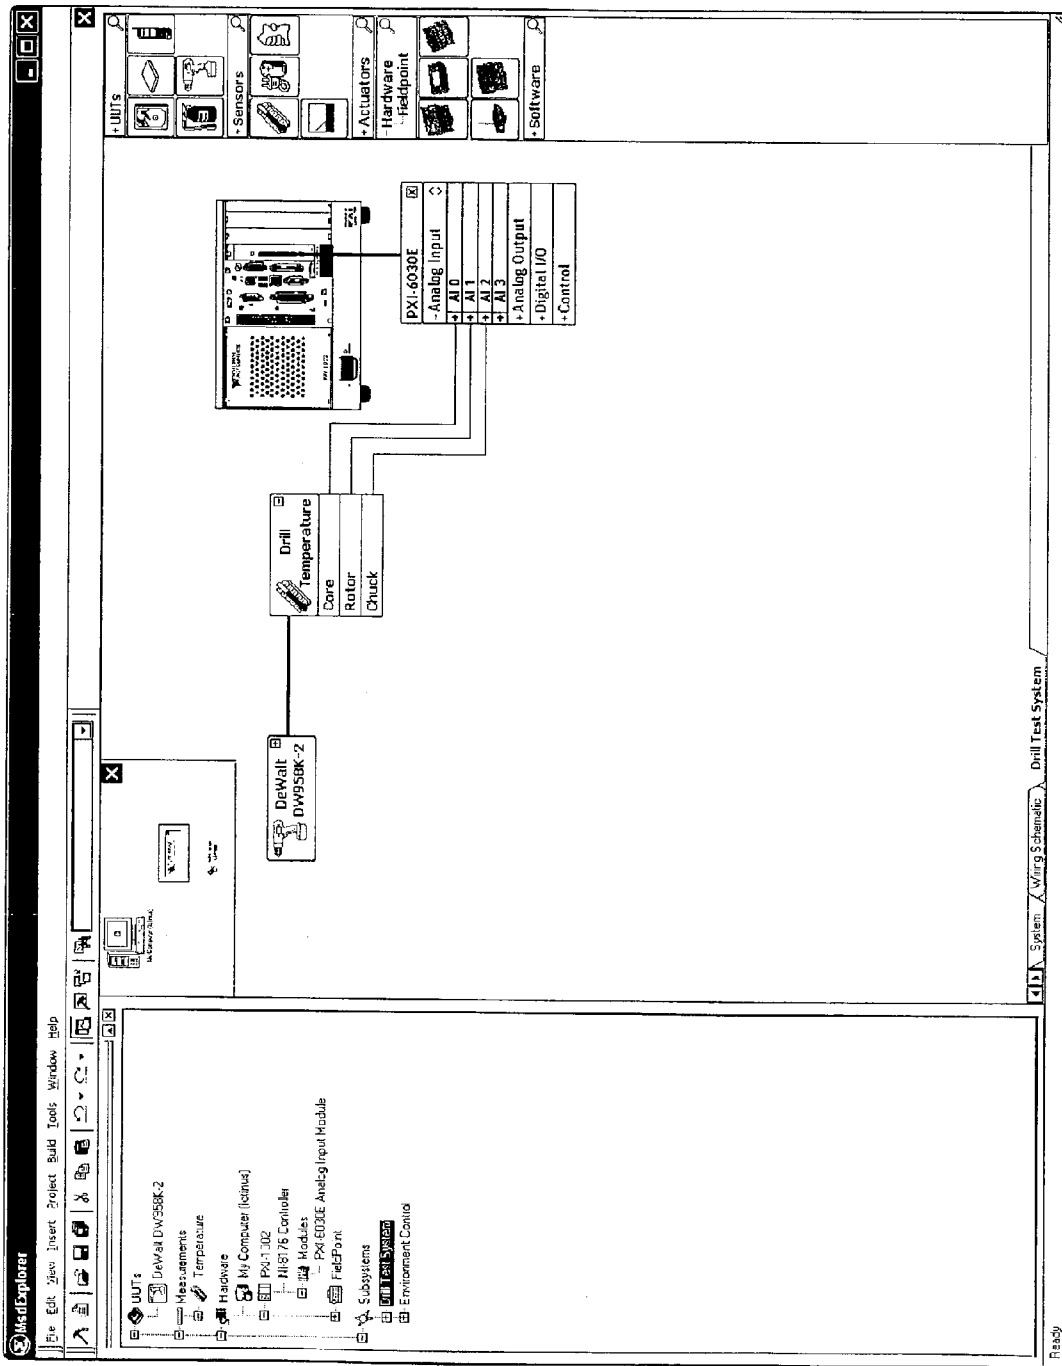 MsdExplorer
File Edit View Insert Project Build Tools Window Help
UUTs
DeWalt DW958K-2
Measurements
Temperature
Hardware
My Computer (Ictinus)
PXI-1002
NI-8176 Controller
Modules
PXI-6030E Analog Input Module
FieldPoint
Subsystems
Drill Test System
Environment Control
DeWalt
DW958K-2
Drill
Temperature
Core
Rotor
Chuck
PXI-6030E
- Analog Input
+ AI 0
+ AI 1
+ AI 2
+ AI 3
+ Analog Output
+ Digital I/O
+ Control
+ UUTs
+ Sensors
+ Actuators
- Hardware
- Fieldpoint
+ Software
System
Wiring Schematic
Drill Test System
Ready